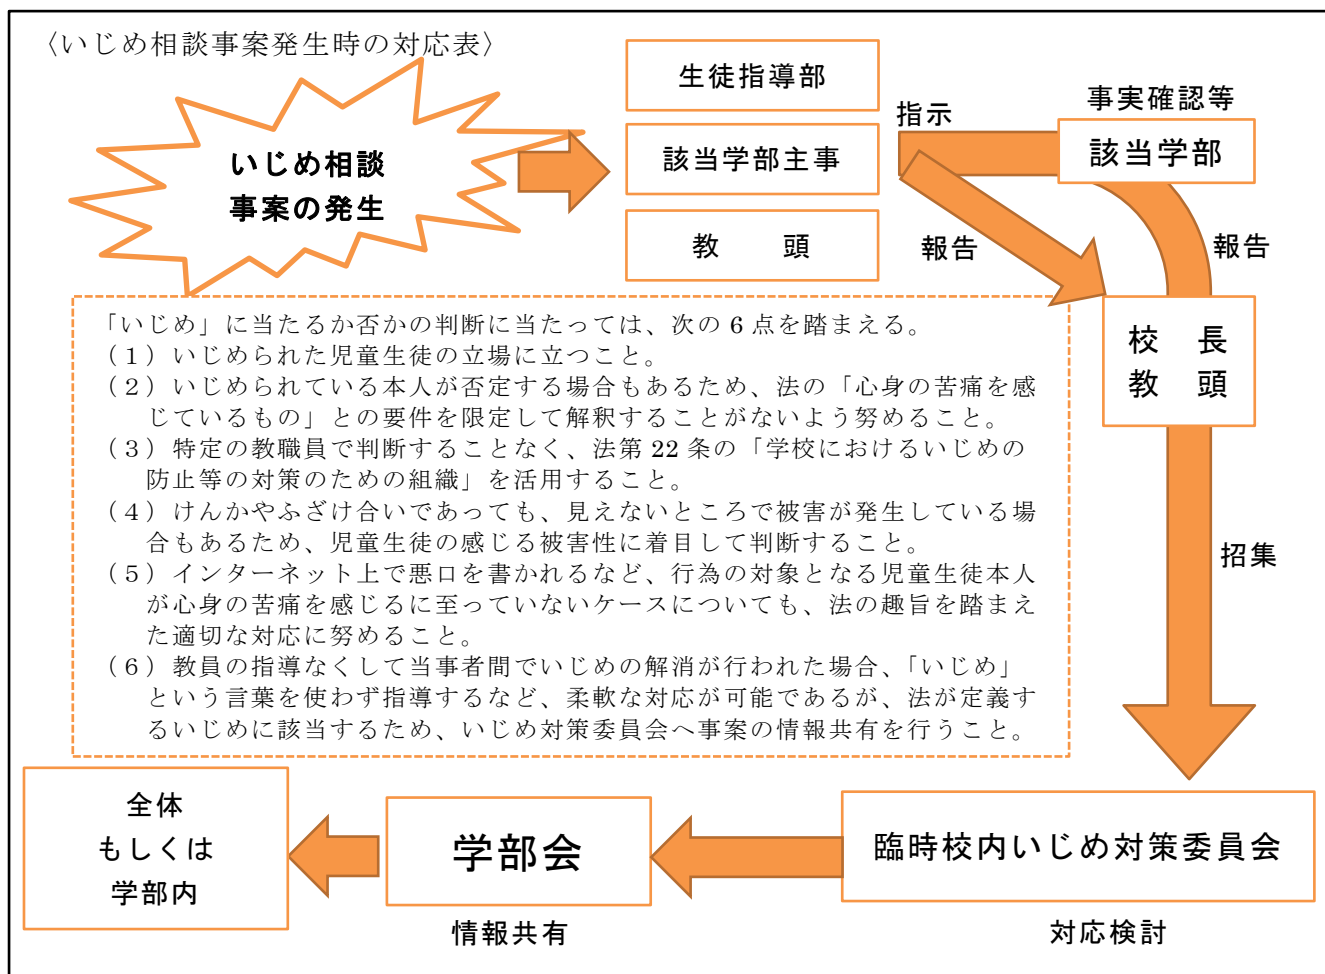 〈いじめ相談事案発生時の対応表〉
いじめ相談
事案の発生
生徒指導部
該当学部主事
教　　頭
指示
事実確認等
該当学部
報告
報告
校　長
教　頭
「いじめ」に当たるか否かの判断に当たっては、次の 6 点を踏まえる。
（１）いじめられた児童生徒の立場に立つこと。
（２）いじめられている本人が否定する場合もあるため、法の「心身の苦痛を感
じているもの」との要件を限定して解釈することがないよう努めること。
（３）特定の教職員で判断することなく、法第 22 条の「学校におけるいじめの
防止等の対策のための組織」を活用すること。
（４）けんかやふざけ合いであっても、見えないところで被害が発生している場
合もあるため、児童生徒の感じる被害性に着目して判断すること。
（５）インターネット上で悪口を書かれるなど、行為の対象となる児童生徒本人
が心身の苦痛を感じるに至っていないケースについても、法の趣旨を踏まえ
た適切な対応に努めること。
（６）教員の指導なくして当事者間でいじめの解消が行われた場合、「いじめ」
という言葉を使わず指導するなど、柔軟な対応が可能であるが、法が定義す
るいじめに該当するため、いじめ対策委員会へ事案の情報共有を行うこと。
招集
臨時校内いじめ対策委員会
対応検討
学部会
情報共有
全体
もしくは
学部内